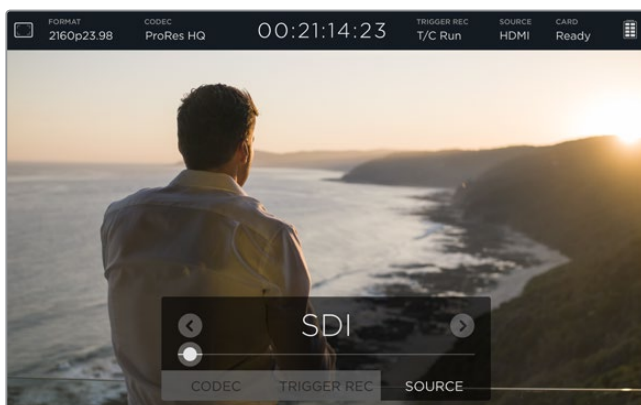 FORMAT
2160p23.98
CODEC
ProRes HQ
00:21:14:23
TRIGGER REC
T/C Run
SOURCE
HDMI
CARD
Ready
SDI
CODEC
TRIGGER REC
SOURCE